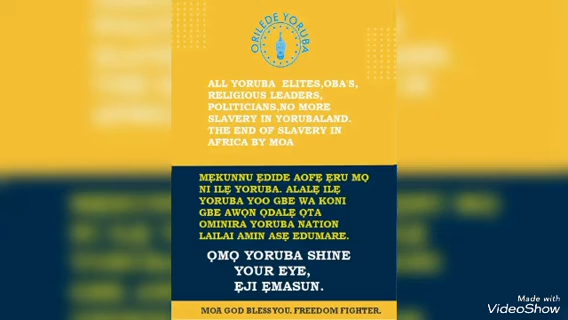 ORILEDE YORUBA
ALL YORUBA ELITES,OBA'S,
RELIGIOUS LEADERS,
POLITICIANS,NO MORE
SLAVERY IN YORUBALAND.
THE END OF SLAVERY IN
AFRICA BY MOA
MẸKUNNU ẸDIDE AOFẸ ẸRU MỌ
NI ILẸ YORUBA. ALALẸ ILẸ
YORUBA YOO GBE WA KONI
GBE AWỌN ỌDALẸ ỌTA
OMINIRA YORUBA NATION
LAILAI AMIN ASẸ EDUMARE.
ỌMỌ YORUBA SHINE
YOUR EYE,
ẸJI ẸMASUN.
MOA GOD BLESS YOU. FREEDOM FIGHTER.
Made with
VideoShow